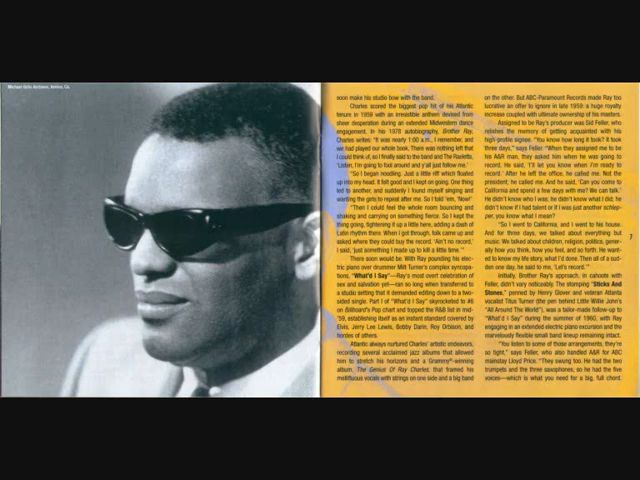 Michael Ochs Archives, Venice, Ca.
soon make his studio bow with the band.
Charles scored the biggest pop hit of his Atlantic
tenure in 1959 with an irresistible anthem devised from
sheer desperation during an extended Midwestern dance
engagement. In his 1978 autobiography, Brother Ray,
Charles writes: "It was nearly 1:00 a.m., I remember, and
we had played our whole book. There was nothing left that
I could think of, so I finally said to the band and The Raeletts,
'Listen, I'm going to fool around and y'all just follow me.'
"So I began noodling. Just a little riff which floated
up into my head. It felt good and I kept on going. One thing
led to another, and suddenly I found myself singing and
wanting the girls to repeat after me. So I told 'em, 'Now!'
"Then I could feel the whole room bouncing and
shaking and carrying on something fierce. So I kept the
thing going, tightening it up a little here, adding a dash of
Latin rhythm there. When I got through, folk came up and
asked where they could buy the record. 'Ain't no record,'
I said, 'just something I made up to kill a little time.'"
There soon would be. With Ray pounding his elec-
tric piano over drummer Milt Turner's complex syncopa-
tions, "What'd I Say"—Ray's most overt celebration of
sex and salvation yet—ran so long when transferred to
a studio setting that it demanded editing down to a two-
sided single. Part I of "What'd I Say" skyrocketed to #6
on Billboard's Pop chart and topped the R&B list in mid-
'59, establishing itself as an instant standard covered by
Elvis, Jerry Lee Lewis, Bobby Darin, Roy Orbison, and
hordes of others.
Atlantic always nurtured Charles' artistic endeavors,
recording several acclaimed jazz albums that allowed
him to stretch his horizons and a Grammy®-winning
album, The Genius Of Ray Charles, that framed his
mellifluous vocals with strings on one side and a big band
on the other. But ABC-Paramount Records made Ray too
lucrative an offer to ignore in late 1959: a huge royalty
increase coupled with ultimate ownership of his masters.
Assigned to be Ray's producer was Sid Feller, who
relishes the memory of getting acquainted with his
high-profile signee. "You know how long it took? It took
three days," says Feller. "When they assigned me to be
his A&R man, they asked him when he was going to
record. He said, 'I'll let you know when I'm ready to
record.' After he left the office, he called me. Not the
president; he called me. And he said, 'Can you come to
California and spend a few days with me? We can talk.'
He didn't know who I was, he didn't know what I did; he
didn't know if I had talent or if I was just another schlep-
per, you know what I mean?
"So I went to California, and I went to his house.
And for three days, we talked about everything but
music. We talked about children, religion, politics, gener-
ally how you think, how you feel, and so forth. He want-
ed to know my life story, what I'd done. Then all of a sud-
den one day, he said to me, 'Let's record.'"
Initially, Brother Ray's approach, in cahoots with
Feller, didn't vary noticeably. The stomping "Sticks And
Stones," penned by Henry Glover and veteran Atlanta
vocalist Titus Turner (the pen behind Little Willie John's
"All Around The World"), was a tailor-made follow-up to
"What'd I Say" during the summer of 1960, with Ray
engaging in an extended electric piano excursion and the
marvelously flexible small band lineup remaining intact.
"You listen to some of those arrangements, they're
so tight," says Feller, who also handled A&R for ABC
mainstay Lloyd Price. "They swung too. He had the two
trumpets and the three saxophones, so he had the five
voices—which is what you need for a big, full chord.
7